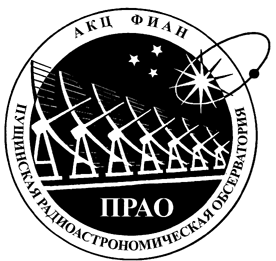 АКЦ ФИАН
ПРАО
ПУЩИНСКАЯ РАДИОАСТРОНОМИЧЕСКАЯ ОБСЕРВАТОРИЯ